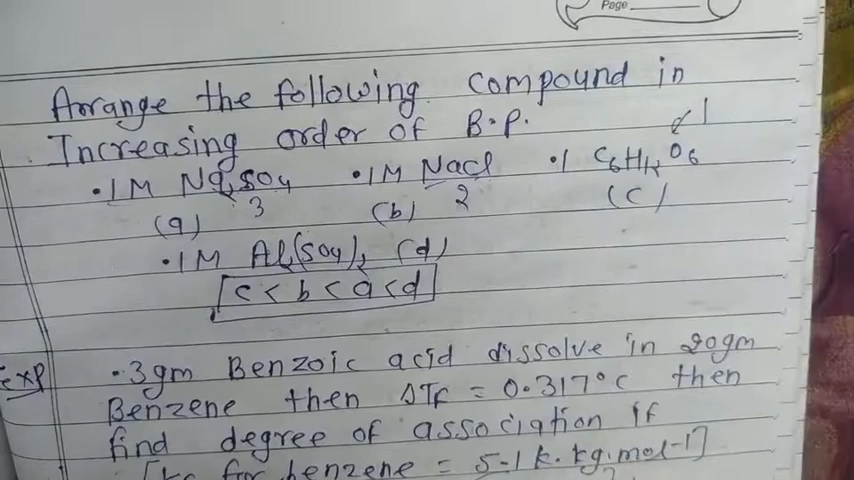 Page
Arrange the following compound in
Increasing order of B.P.
.1M Na₂SO₄ .1M Nacl .1 C₆H₁₂O₆ 1
(a) 3 (b) 2 (c)
.1M Al₂(SO₄)₃ (d)
c < b < a < d
Exp .3gm Benzoic acid dissolve in 20gm
Benzene then ΔTf = 0.317°C then
find degree of association if
for benzene = 5.1 k.kg.mol-1]